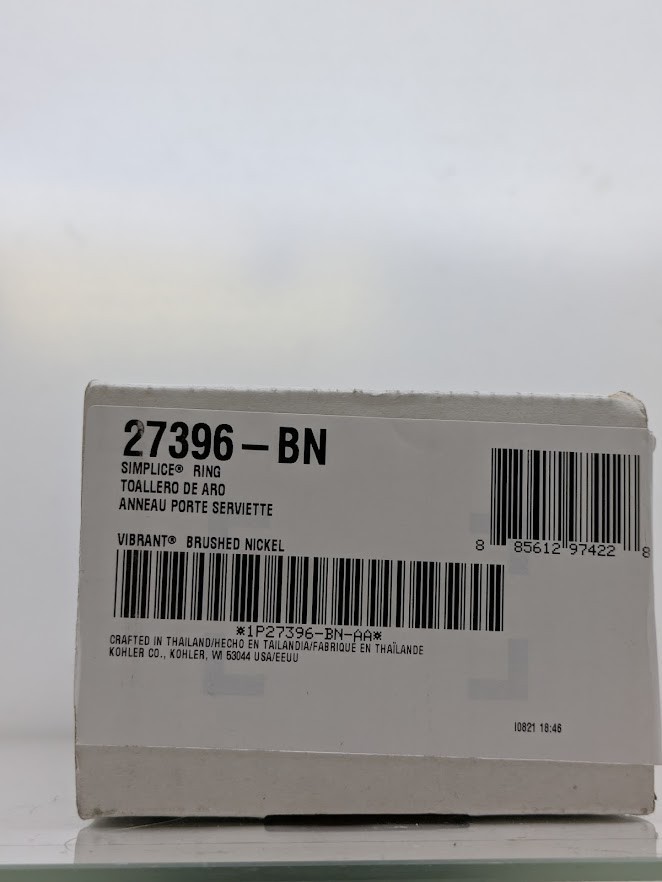 27396-BN
SIMPLICE® RING
TOALLERO DE ARO
ANNEAU PORTE SERVIETTE
VIBRANT® BRUSHED NICKEL
8 85612 97422 8
*1P27396-BN-AA*
CRAFTED IN THAILAND/HECHO EN TAILANDIA/FABRIQUE EN THAÏLANDE
KOHLER CO., KOHLER, WI 53044 USA/EEUU
I0821 18:46